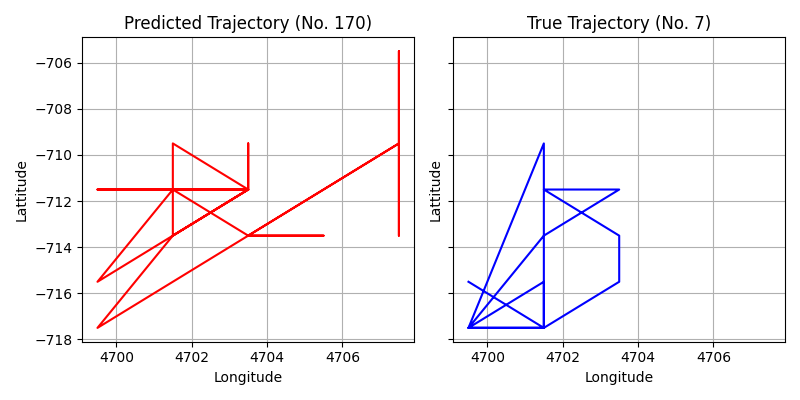 Predicted Trajectory (No. 170)
True Trajectory (No. 7)
−706
−708
−710
−712
−714
−716
−718
Lattitude
Lattitude
4700
4702
4704
4706
4700
4702
4704
4706
Longitude
Longitude